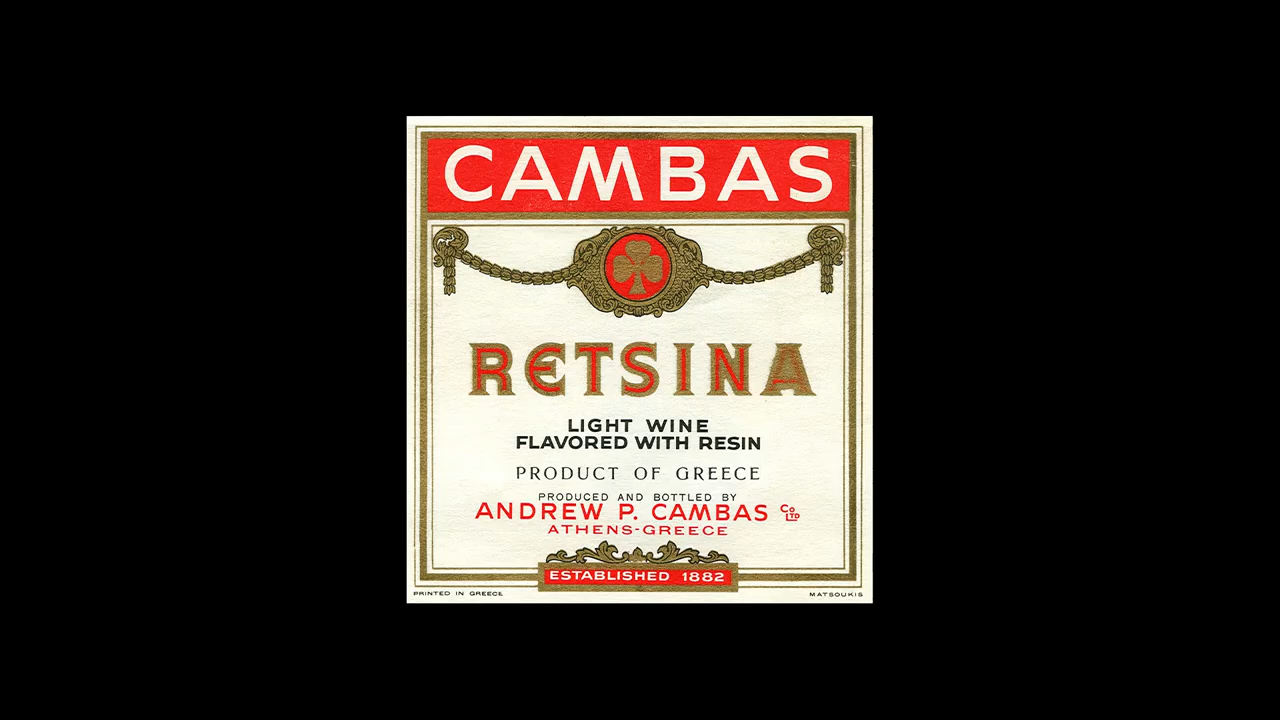 CAMBAS
RETSINA
LIGHT WINE
FLAVORED WITH RESIN
PRODUCT OF GREECE
PRODUCED AND BOTTLED BY
ANDREW P. CAMBAS Co LTD
ATHENS-GREECE
ESTABLISHED 1882
PRINTED IN GREECE
MATSOUKIS